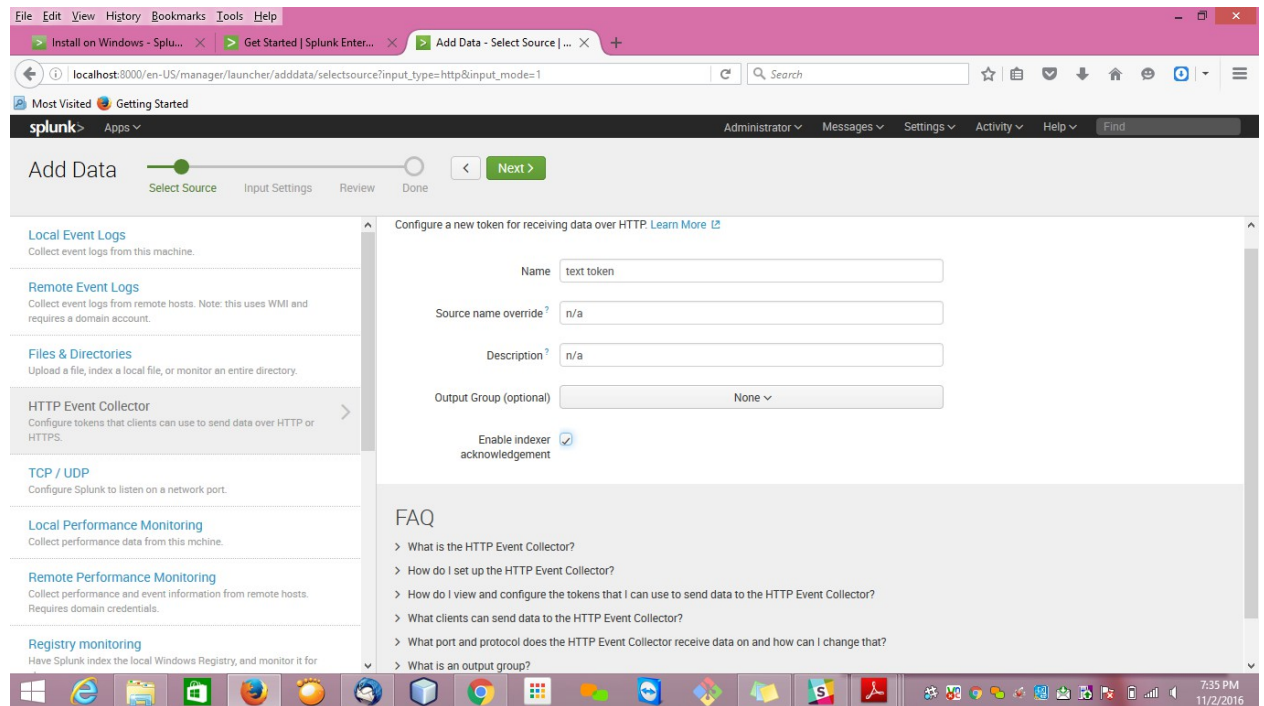 File Edit View History Bookmarks Tools Help
Install on Windows - Splu... Get Started | Splunk Enter... Add Data - Select Source | ...
localhost:8000/en-US/manager/launcher/adddata/selectsource?input_type=http&input_mode=1 Search
Most Visited Getting Started
splunk> Apps Administrator Messages Settings Activity Help Find
Add Data < Next >
Select Source Input Settings Review Done
Local Event Logs
Collect event logs from this machine.
Remote Event Logs
Collect event logs from remote hosts. Note: this uses WMI and
requires a domain account.
Files & Directories
Upload a file, index a local file, or monitor an entire directory.
HTTP Event Collector
Configure tokens that clients can use to send data over HTTP or
HTTPS.
TCP / UDP
Configure Splunk to listen on a network port.
Local Performance Monitoring
Collect performance data from this mchine.
Remote Performance Monitoring
Collect performance and event information from remote hosts.
Requires domain credentials.
Registry monitoring
Have Splunk index the local Windows Registry, and monitor it for
Configure a new token for receiving data over HTTP. Learn More
Name text token
Source name override ? n/a
Description ? n/a
Output Group (optional) None
Enable indexer
acknowledgement
FAQ
> What is the HTTP Event Collector?
> How do I set up the HTTP Event Collector?
> How do I view and configure the tokens that I can use to send data to the HTTP Event Collector?
> What clients can send data to the HTTP Event Collector?
> What port and protocol does the HTTP Event Collector receive data on and how can I change that?
> What is an output group?
7:35 PM
11/2/2016